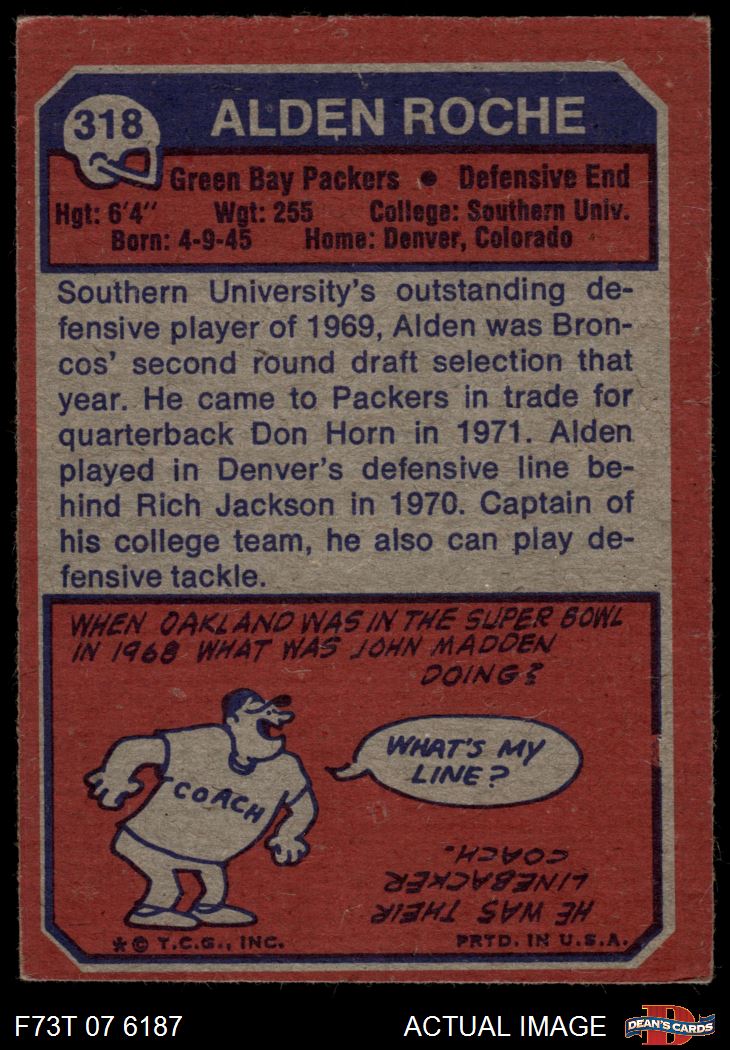 318
ALDEN ROCHE
Green Bay Packers • Defensive End
Hgt: 6'4" Wgt: 255 College: Southern Univ.
Born: 4-9-45 Home: Denver, Colorado
Southern University's outstanding de-
fensive player of 1969, Alden was Bron-
cos' second round draft selection that
year. He came to Packers in trade for
quarterback Don Horn in 1971. Alden
played in Denver's defensive line be-
hind Rich Jackson in 1970. Captain of
his college team, he also can play de-
fensive tackle.
WHEN OAKLAND WAS IN THE SUPER BOWL
IN 1968 WHAT WAS JOHN MADDEN
DOING?
COACH
WHAT'S MY
LINE?
HE WAS THEIR
LINEBACKER
COACH.
* © T.C.G., INC. PRTD. IN U.S.A.
F73T 07 6187 ACTUAL IMAGE
D
DEAN'S CARDS